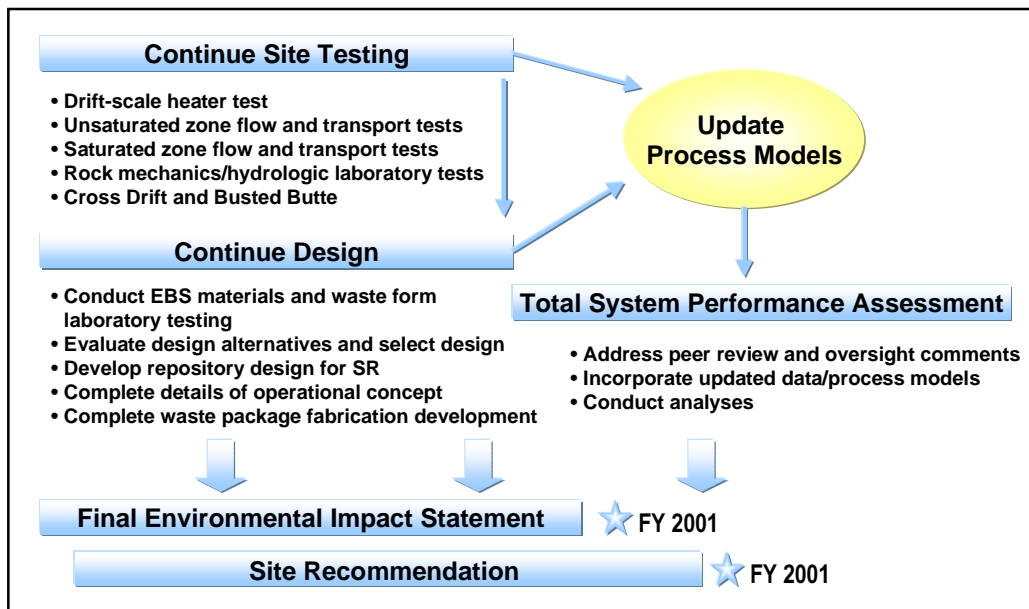 Continue Site Testing
• Drift-scale heater test
• Unsaturated zone flow and transport tests
• Saturated zone flow and transport tests
• Rock mechanics/hydrologic laboratory tests
• Cross Drift and Busted Butte
Update
Process Models
Continue Design
• Conduct EBS materials and waste form
laboratory testing
• Evaluate design alternatives and select design
• Develop repository design for SR
• Complete details of operational concept
• Complete waste package fabrication development
Total System Performance Assessment
• Address peer review and oversight comments
• Incorporate updated data/process models
• Conduct analyses
Final Environmental Impact Statement
FY 2001
Site Recommendation
FY 2001